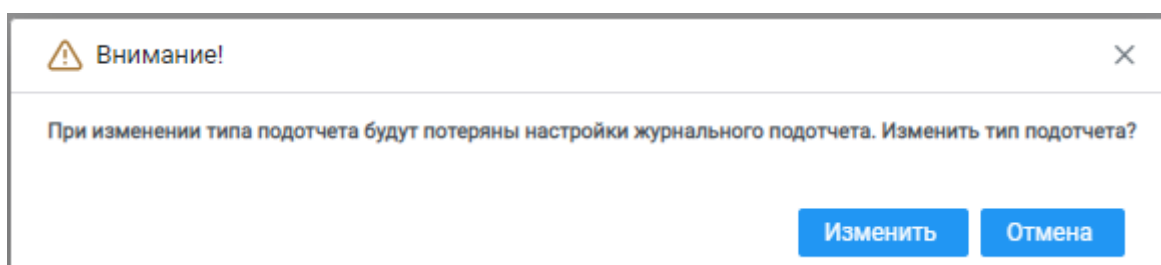 Внимание!
При изменении типа подотчета будут потеряны настройки журнального подотчета. Изменить тип подотчета?
Изменить Отмена